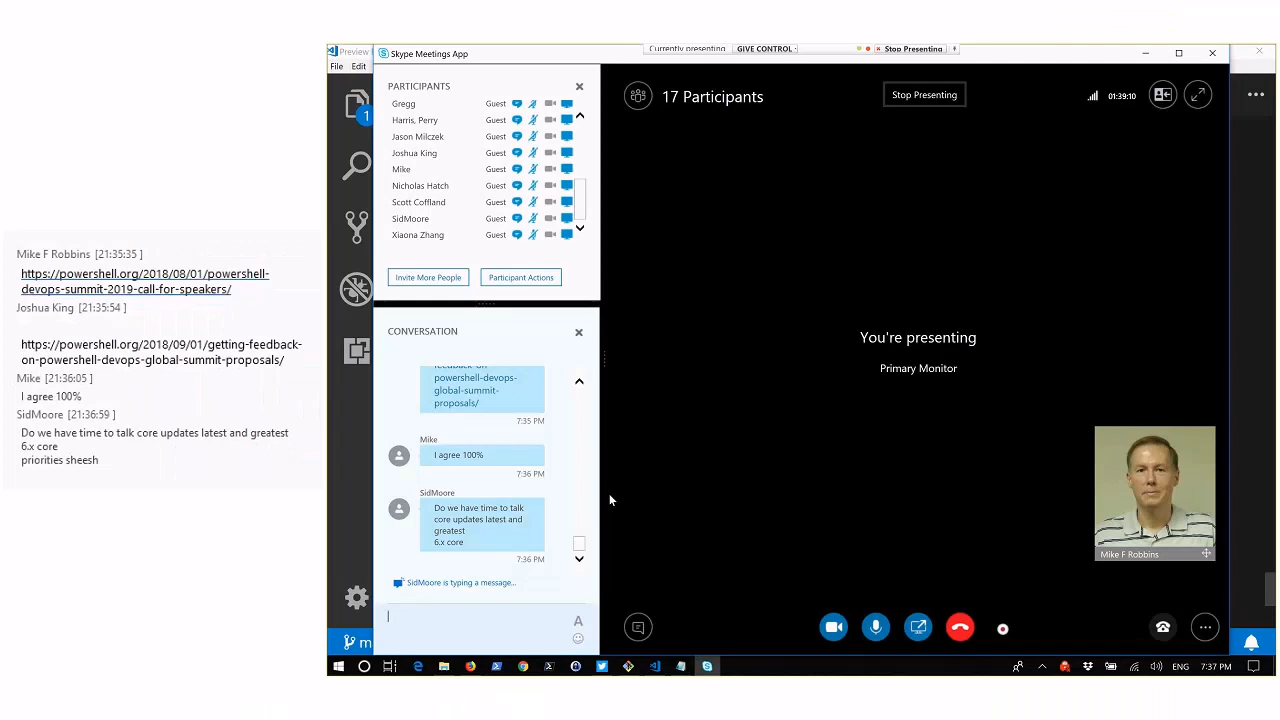 Mike F Robbins [21:35:35 ]
https://powershell.org/2018/08/01/powershell-
devops-summit-2019-call-for-speakers/
Joshua King [21:35:54 ]
https://powershell.org/2018/09/01/getting-feedback-
on-powershell-devops-global-summit-proposals/
Mike [21:36:05 ]
I agree 100%
SidMoore [21:36:59 ]
Do we have time to talk core updates latest and greatest
6.x core
priorities sheesh
Preview
File Edit
1
Skype Meetings App
Currently presenting
GIVE CONTROL
Stop Presenting
PARTICIPANTS
Gregg Guest
Harris, Perry Guest
Jason Milczek Guest
Joshua King Guest
Mike Guest
Nicholas Hatch Guest
Scott Coffland Guest
SidMoore Guest
Xiaona Zhang Guest
Invite More People
Participant Actions
CONVERSATION
feedback-on-
powershell-devops-
global-summit-
proposals/
7:35 PM
Mike
I agree 100%
7:36 PM
SidMoore
Do we have time to talk
core updates latest and
greatest
6.x core
7:36 PM
SidMoore is typing a message...
A
17 Participants
Stop Presenting
01:39:10
You're presenting
Primary Monitor
Mike F Robbins
m
ENG
7:37 PM